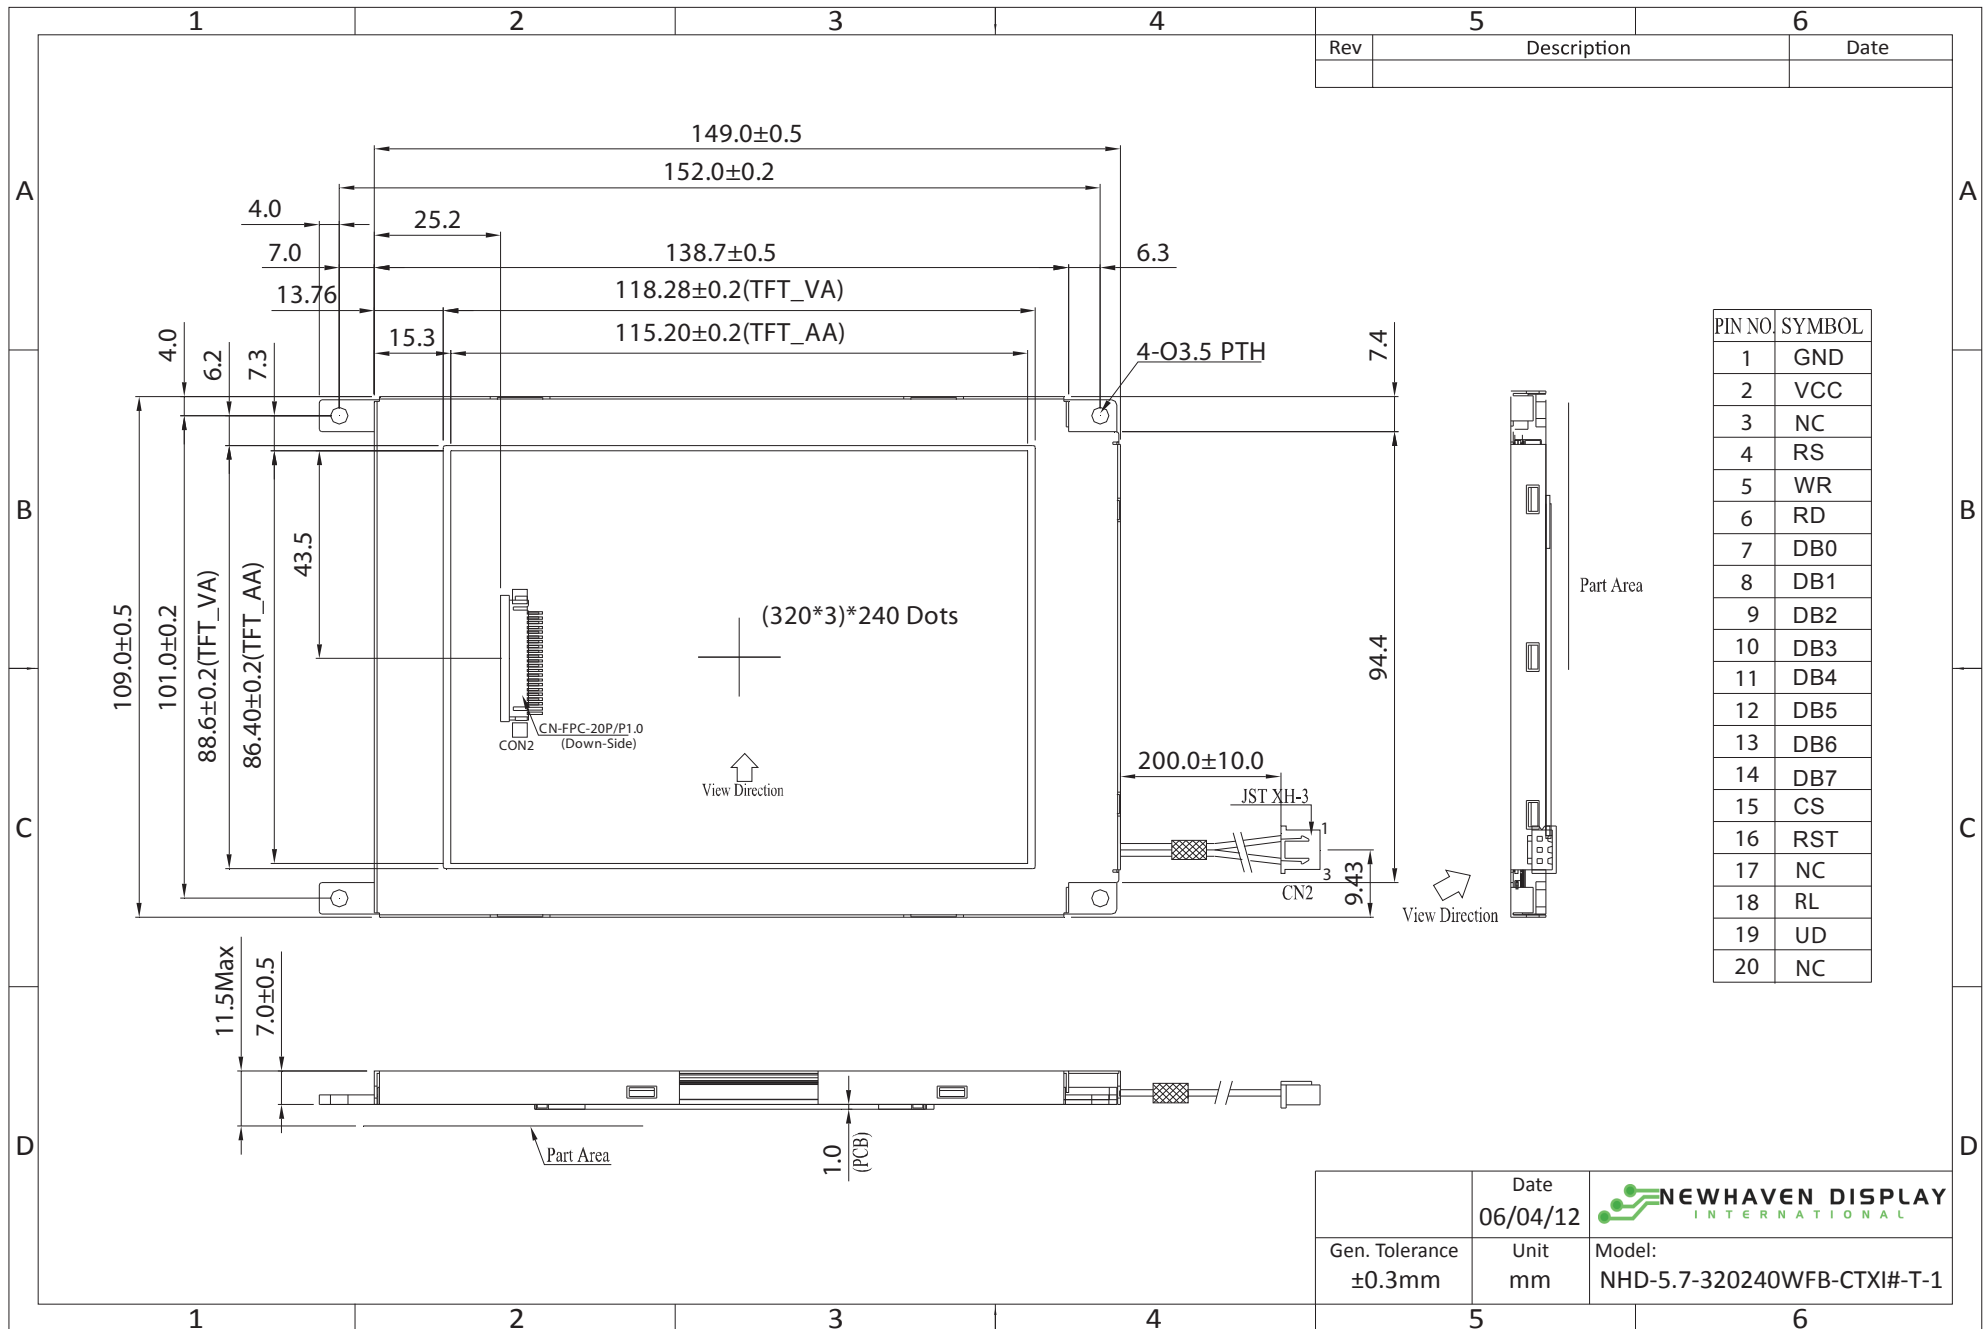 1 2 3 4 5 6
Rev Description Date
A A
B B
C C
D D
149.0±0.5
152.0±0.2
4.0
25.2
7.0
138.7±0.5
6.3
13.76
118.28±0.2(TFT_VA)
15.3
115.20±0.2(TFT_AA)
4.0
6.2
7.3
4-O3.5 PTH
7.4
109.0±0.5
101.0±0.2
88.6±0.2(TFT_VA)
86.40±0.2(TFT_AA)
43.5
(320*3)*240 Dots
94.4
CN-FPC-20P/P1.0
(Down-Side)
CON2
View Direction
200.0±10.0
JST XH-3
1
3
CN2
9.43
Part Area
View Direction
PIN NO. SYMBOL
1 GND
2 VCC
3 NC
4 RS
5 WR
6 RD
7 DB0
8 DB1
9 DB2
10 DB3
11 DB4
12 DB5
13 DB6
14 DB7
15 CS
16 RST
17 NC
18 RL
19 UD
20 NC
11.5Max
7.0±0.5
Part Area
1.0
(PCB)
Date
06/04/12
NEWHAVEN DISPLAY
INTERNATIONAL
Gen. Tolerance
±0.3mm
Unit
mm
Model:
NHD-5.7-320240WFB-CTXI#-T-1
1 2 3 4 5 6